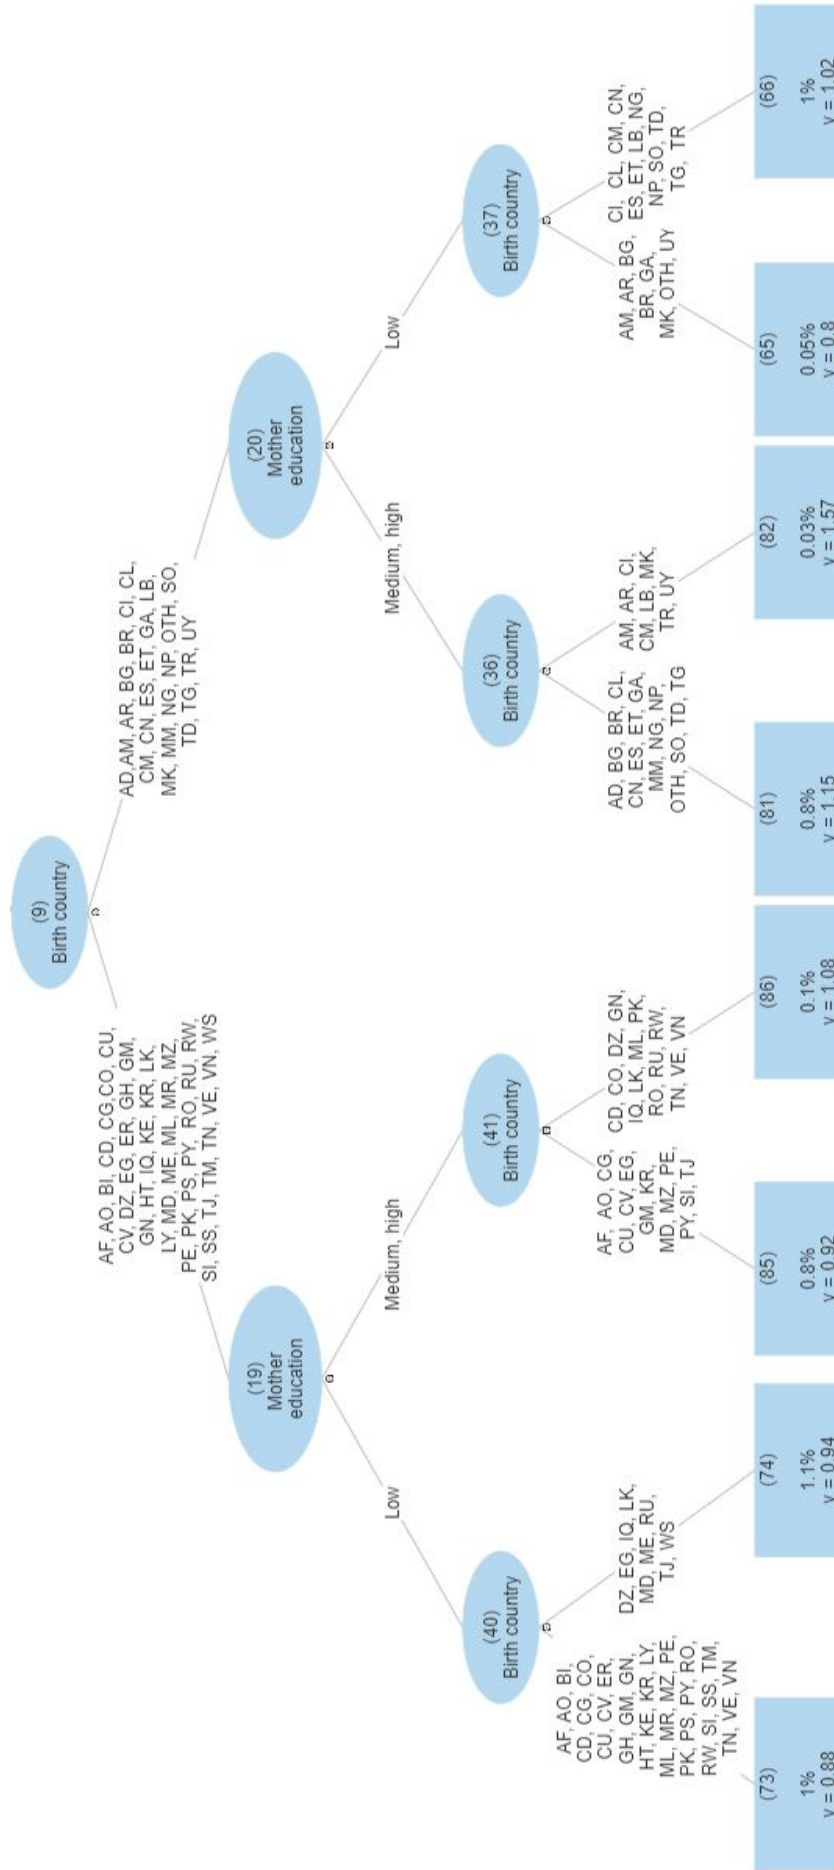 (9)
Birth country
AF, AO, BI, CD, CG,CO, CU,
CV, DZ, EG, ER, GH, GM,
GN, HT, IQ, KE, KR, LK,
LY, MD, ME, ML, MR, MZ,
PE, PK, PS, PY, RO, RU, RW,
SI, SS, TJ, TM, TN, VE, VN, WS
AD,AM, AR, BG, BR, CI, CL,
CM, CN, ES, ET, GA, LB,
MK, MM, NG, NP, OTH, SO,
TD, TG, TR, UY
(19)
Mother
education
(20)
Mother
education
Low
Medium, high
Medium, high
Low
(40)
Birth country
(41)
Birth country
(36)
Birth country
(37)
Birth country
AF, AO, BI,
CD, CG, CO,
CU, CV, ER,
GH, GM, GN,
HT, KE, KR, LY,
ML, MR, MZ, PE,
PK, PS, PY, RO,
RW, SI, SS, TM,
TN, VE, VN
DZ, EG, IQ, LK,
MD, ME, RU,
TJ, WS
AF, AO, CG,
CU, CV, EG,
GM, KR,
MD, MZ, PE,
PY, SI, TJ
CD, CO, DZ, GN,
IQ, LK, ML, PK,
RO, RU, RW,
TN, VE, VN
AD, BG, BR, CL,
CN, ES, ET, GA,
MM, NG, NP,
OTH, SO, TD, TG
AM, AR, CI,
CM, LB, MK,
TR, UY
AM, AR, BG,
BR, GA,
MK, OTH, UY
CI, CL, CM, CN,
ES, ET, LB, NG,
NP, SO, TD,
TG, TR
(73)
1%
y = 0.88
(74)
1.1%
y = 0.94
(85)
0.8%
y = 0.92
(86)
0.1%
y = 1.08
(81)
0.8%
y = 1.15
(82)
0.03%
y = 1.57
(65)
0.05%
y = 0.8
(66)
1%
y = 1.02